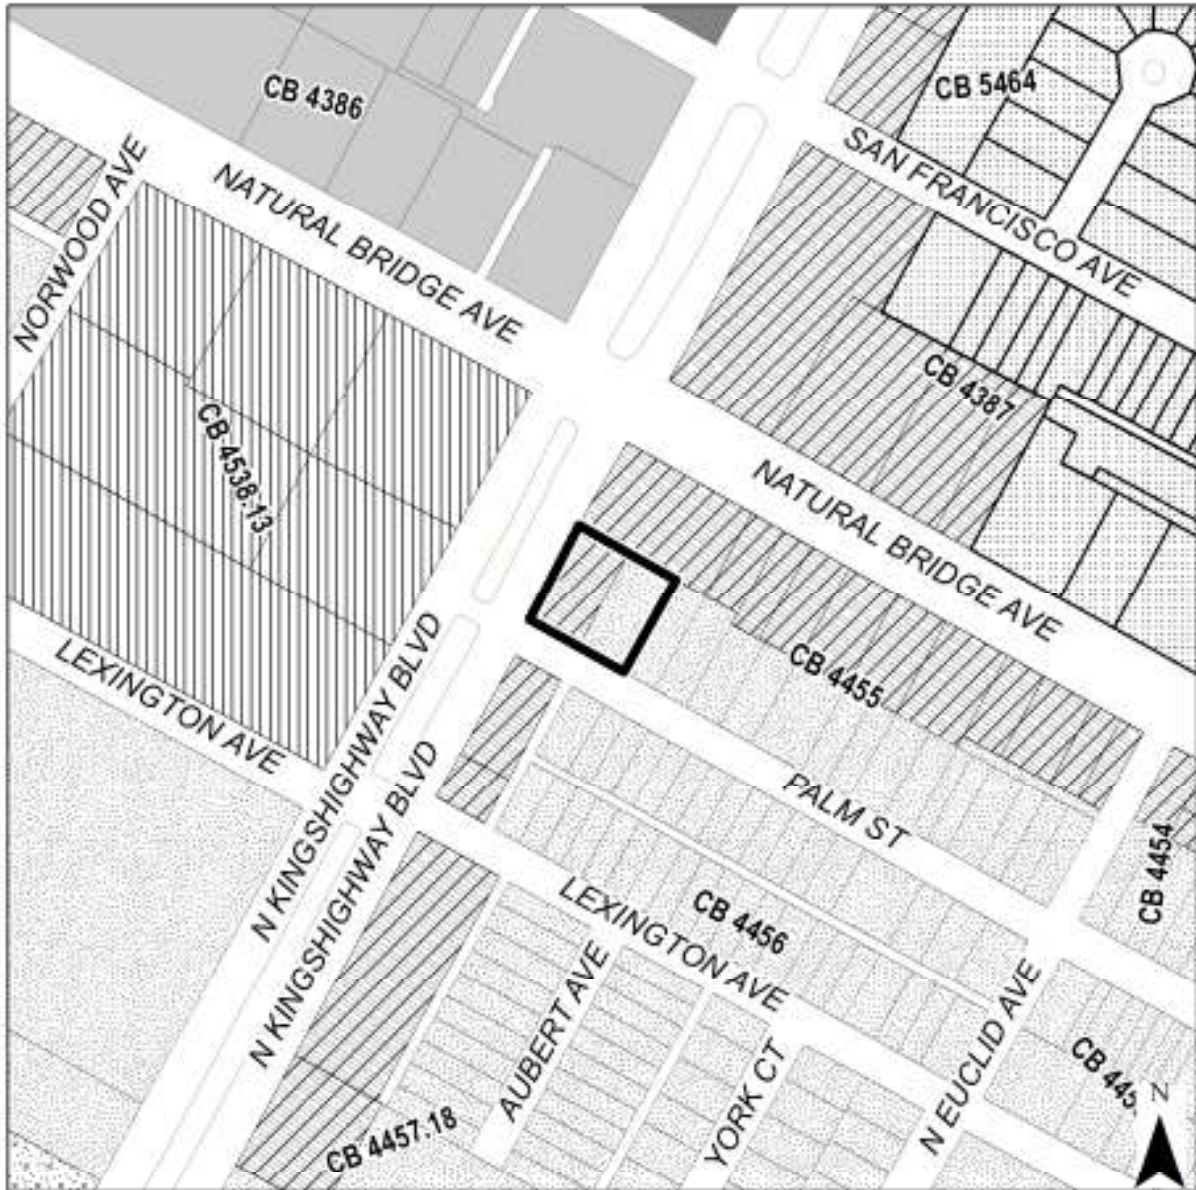 CB 4386
CB 5464
SAN FRANCISCO AVE
NORWOOD AVE
NATURAL BRIDGE AVE
CB 4387
CB 4538.13
NATURAL BRIDGE AVE
CB 4455
LEXINGTON AVE
N KINGSHIGHWAY BLVD
N KINGSHIGHWAY BLVD
PALM ST
CB 4454
LEXINGTON AVE
CB 4456
AUBERT AVE
YORK CT
N EUCLID AVE
CB 445
N
CB 4457.18